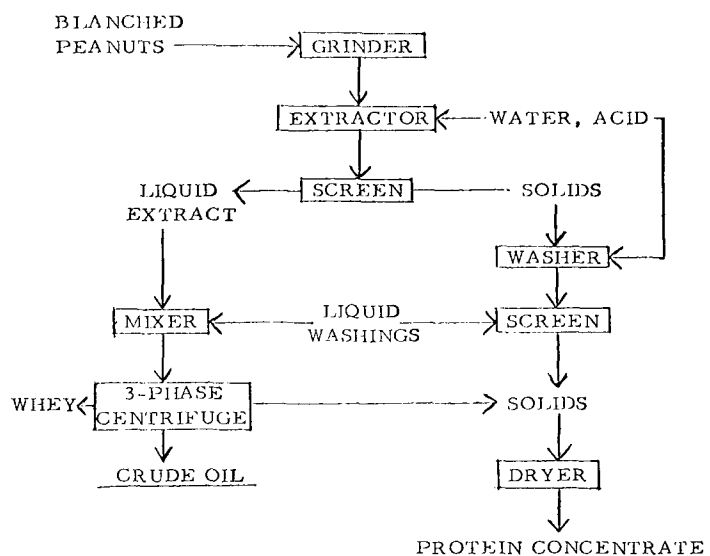 BLANCHED
PEANUTS
GRINDER
EXTRACTOR
WATER, ACID
LIQUID
EXTRACT
SCREEN
SOLIDS
WASHER
MIXER
LIQUID
WASHINGS
SCREEN
WHEY
3-PHASE
CENTRIFUGE
SOLIDS
CRUDE OIL
DRYER
PROTEIN CONCENTRATE